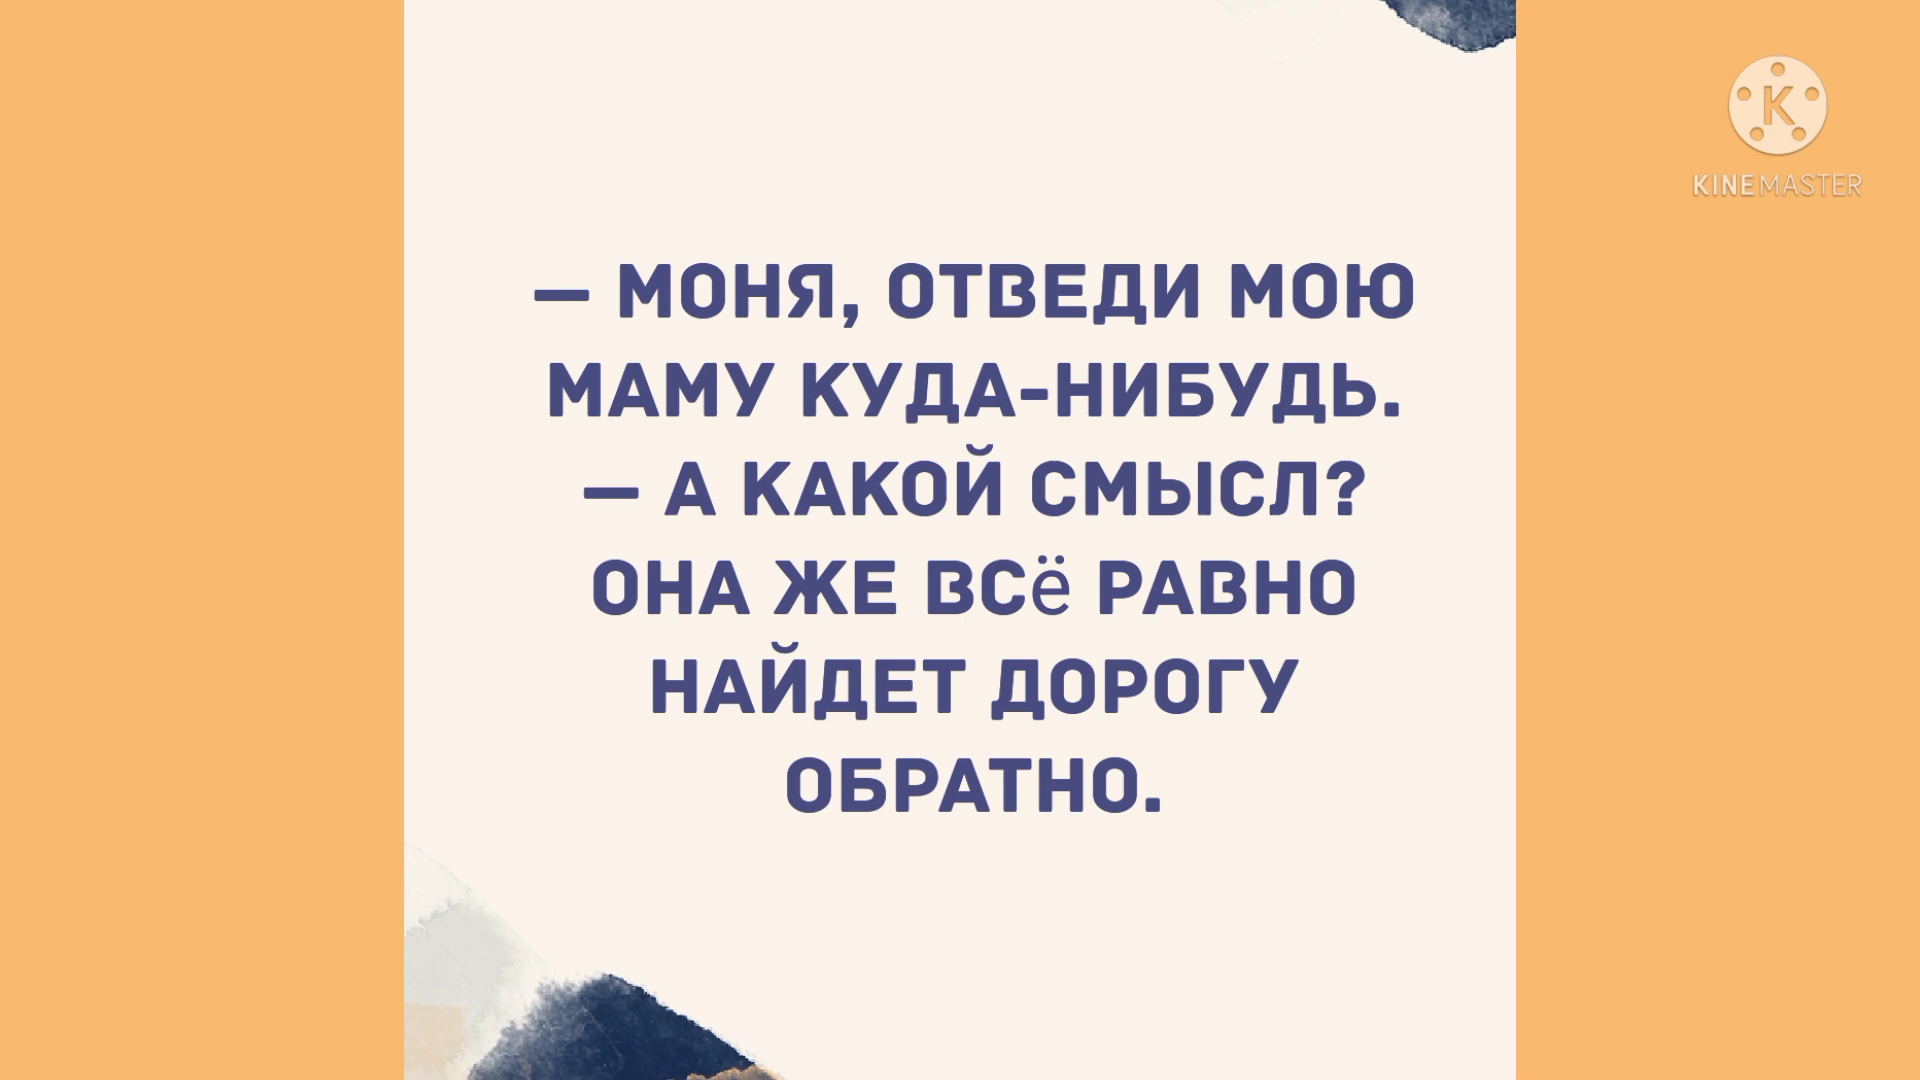 — МОНЯ, ОТВЕДИ МОЮ
МАМУ КУДА-НИБУДЬ.
— А КАКОЙ СМЫСЛ?
ОНА ЖЕ ВСё РАВНО
НАЙДЕТ ДОРОГУ
ОБРАТНО.
K
KINEMASTER